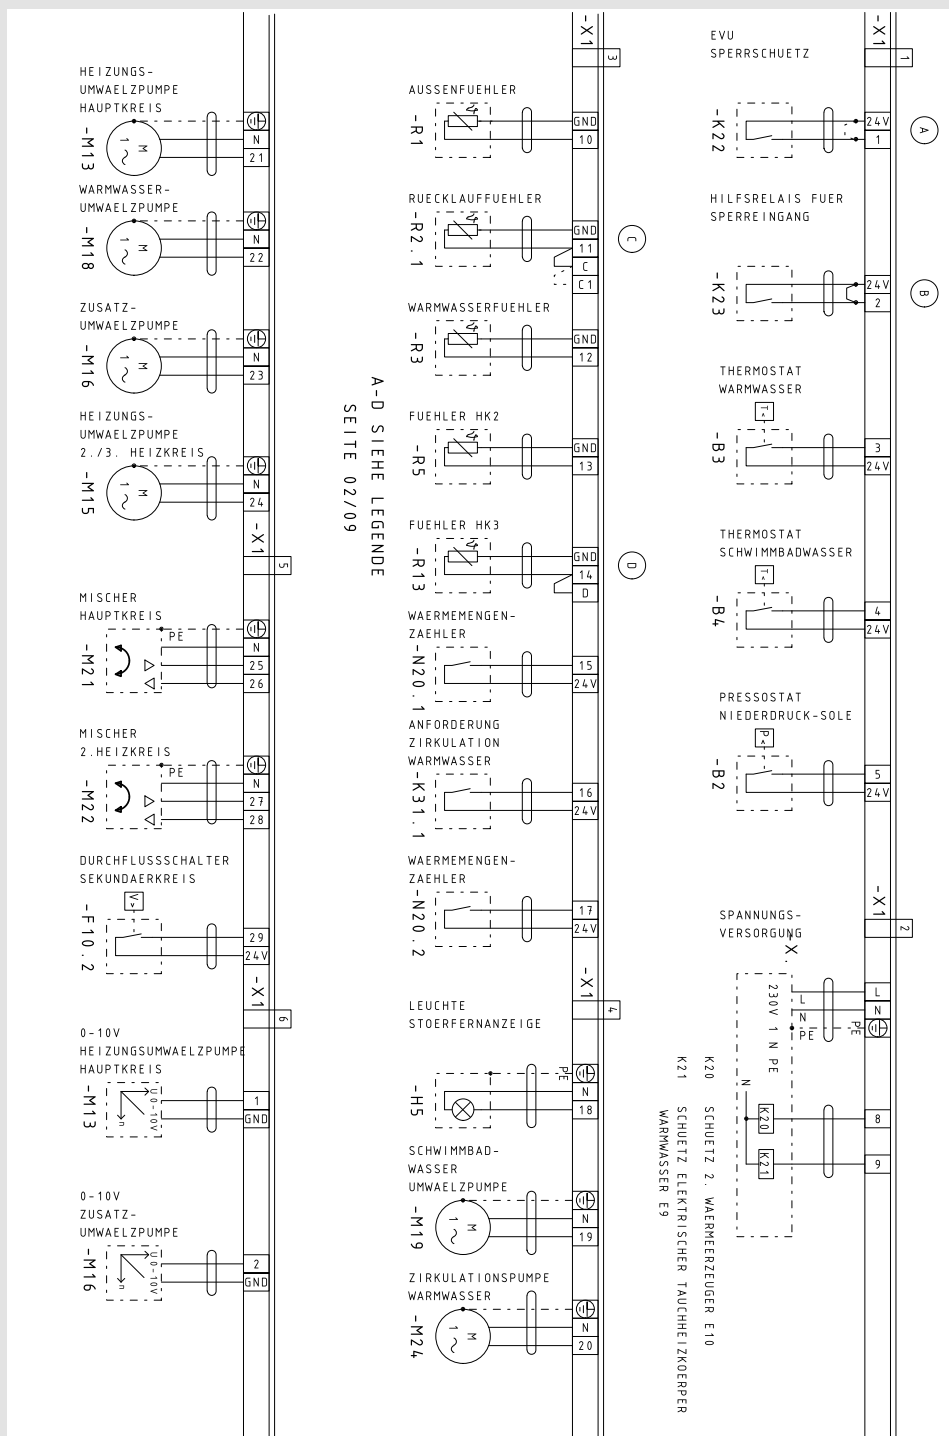 HEIZUNGS-
UMWAELZPUMPE
HAUPTKREIS
-M13
M
1
N
21
WARMWASSER-
UMWAELZPUMPE
-M18
M
1
N
22
ZUSATZ-
UMWAELZPUMPE
-M16
M
1
N
23
HEIZUNGS-
UMWAELZPUMPE
2./3. HEIZKREIS
-M15
M
1
N
24
-X1
5
MISCHER
HAUPTKREIS
-M21
PE
N
25
26
MISCHER
2.HEIZKREIS
-M22
PE
N
27
28
DURCHFLUSSSCHALTER
SEKUNDAERKREIS
-F10.2
V>
29
24V
-X1
6
0-10V
HEIZUNGSUMWAELZPUMPE
HAUPTKREIS
-M13
U 0-10V
n
1
GND
0-10V
ZUSATZ-
UMWAELZPUMPE
-M16
U 0-10V
n
2
GND
A-D SIEHE LEGENDE
SEITE 02/09
-X1
3
AUSSENFUEHLER
-R1
GND
10
RUECKLAUFFUEHLER
-R2.1
GND
11
C
C1
C
WARMWASSERFUEHLER
-R3
GND
12
FUEHLER HK2
-R5
GND
13
FUEHLER HK3
-R13
GND
14
D
D
WAERMEMENGEN-
ZAEHLER
-N20.1
15
24V
ANFORDERUNG
ZIRKULATION
WARMWASSER
-K31.1
16
24V
WAERMEMENGEN-
ZAEHLER
-N20.2
17
24V
-X1
4
LEUCHTE
STOERFERNANZEIGE
-H5
PE
N
18
SCHWIMMBAD-
WASSER
UMWAELZPUMPE
-M19
M
1
N
19
ZIRKULATIONSPUMPE
WARMWASSER
-M24
M
1
N
20
-X1
1
EVU
SPERRSCHUETZ
-K22
24V
1
A
HILFSRELAIS FUER
SPERREINGANG
-K23
24V
2
B
THERMOSTAT
WARMWASSER
-B3
T<
3
24V
THERMOSTAT
SCHWIMMBADWASSER
-B4
T<
4
24V
PRESSOSTAT
NIEDERDRUCK-SOLE
-B2
P<
5
24V
-X1
2
SPANNUNGS-
VERSORGUNG
-X.
230V 1 N PE
L
N
PE
L
N
PE
N
K20
K21
8
9
K20 SCHUETZ 2. WAERMEERZEUGER E10
K21 SCHUETZ ELEKTRISCHER TAUCHHEIZKOERPER
WARMWASSER E9